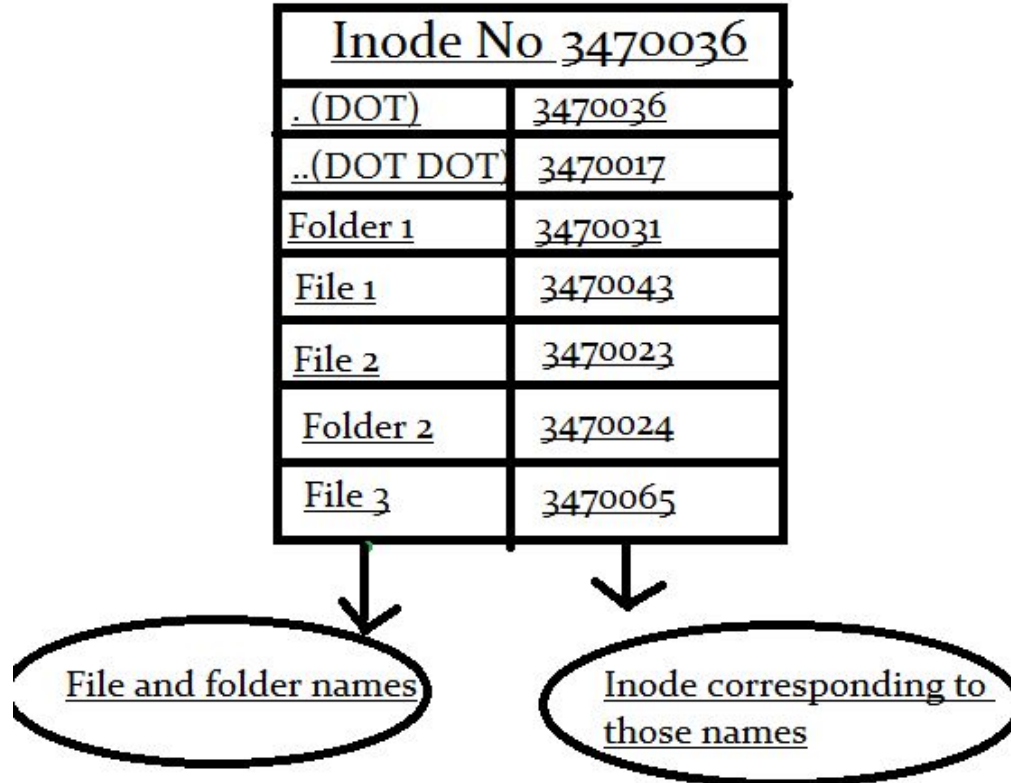 Inode No 3470036
. (DOT) 3470036
..(DOT DOT) 3470017
Folder 1 3470031
File 1 3470043
File 2 3470023
Folder 2 3470024
File 3 3470065
File and folder names
Inode corresponding to
those names